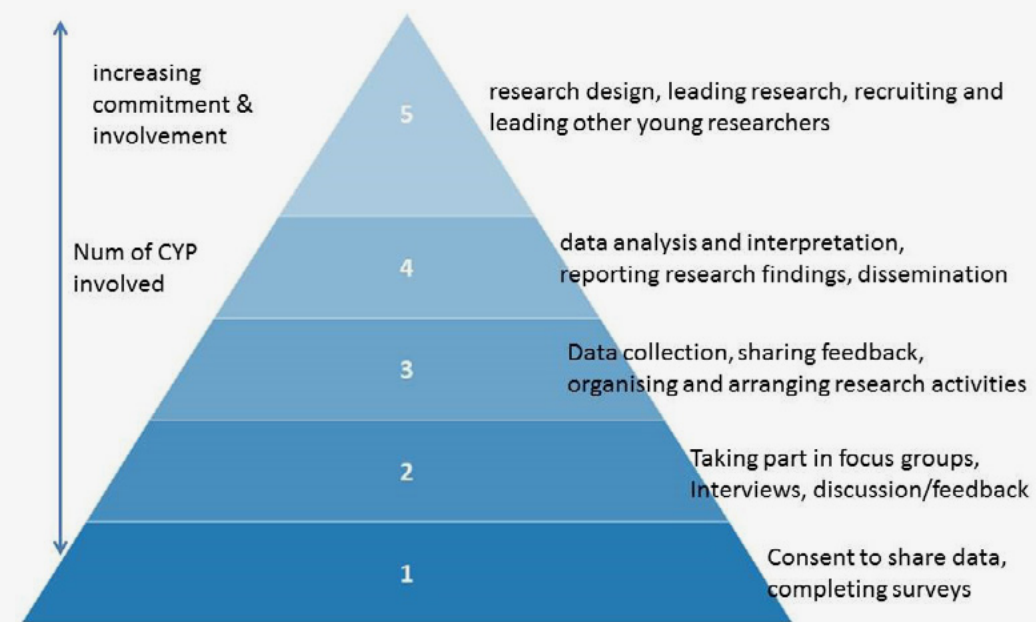 increasing
commitment &
involvement
5
research design, leading research, recruiting and
leading other young researchers
Num of CYP
involved
4
data analysis and interpretation,
reporting research findings, dissemination
3
Data collection, sharing feedback,
organising and arranging research activities
2
Taking part in focus groups,
Interviews, discussion/feedback
1
Consent to share data,
completing surveys